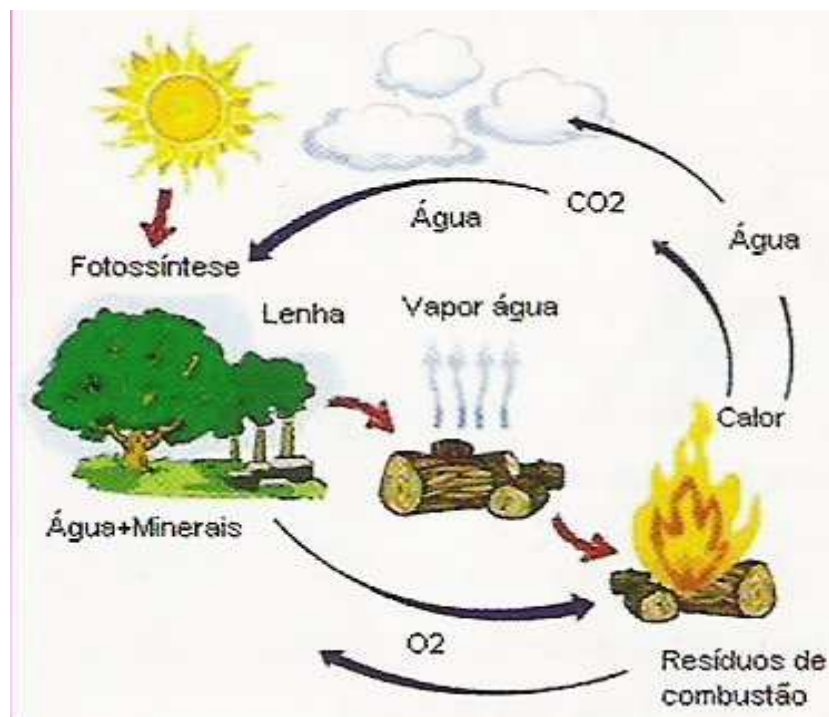 CO2
Água
Água
Fotossíntese
Lenha
Vapor água
Calor
Água+Minerais
O2
Resíduos de
combustão